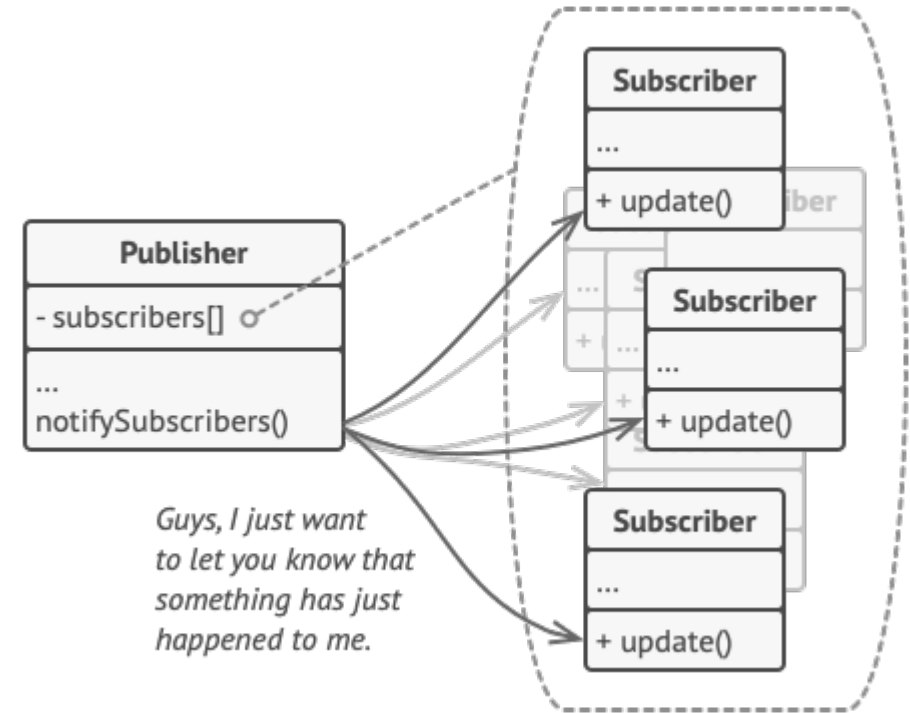 Publisher
- subscribers[]
...
notifySubscribers()
Guys, I just want
to let you know that
something has just
happened to me.
Subscriber
...
+ update()
...
+
...
+
Subscriber
...
+ update()
Subscriber
...
+ update()